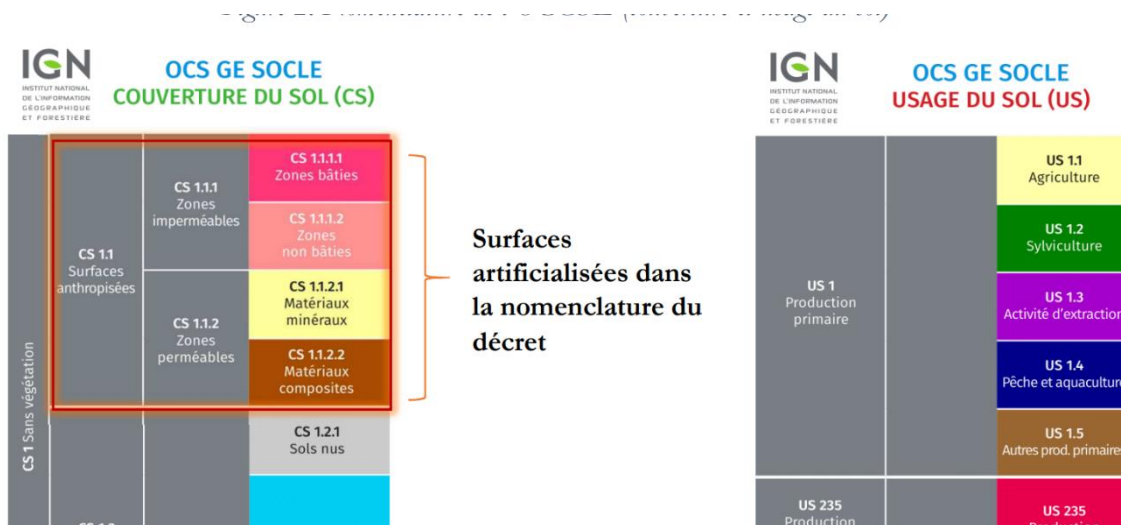 IGN
INSTITUT NATIONAL
DE L'INFORMATION
GÉOGRAPHIQUE
ET FORESTIÈRE
OCS GE SOCLE
COUVERTURE DU SOL (CS)
CS 1 Sans végétation
CS 1.1
Surfaces
anthropisées
CS 1.1.1
Zones
imperméables
CS 1.1.2
Zones
perméables
CS 1.1.1.1
Zones bâties
CS 1.1.1.2
Zones
non bâties
CS 1.1.2.1
Matériaux
minéraux
CS 1.1.2.2
Matériaux
composites
CS 1.2.1
Sols nus
Surfaces
artificialisées dans
la nomenclature du
décret
IGN
INSTITUT NATIONAL
DE L'INFORMATION
GÉOGRAPHIQUE
ET FORESTIÈRE
OCS GE SOCLE
USAGE DU SOL (US)
US 1
Production
primaire
US 1.1
Agriculture
US 1.2
Sylviculture
US 1.3
Activité d'extraction
US 1.4
Pêche et aquaculture
US 1.5
Autres prod. primaires
US 235
Production
US 235